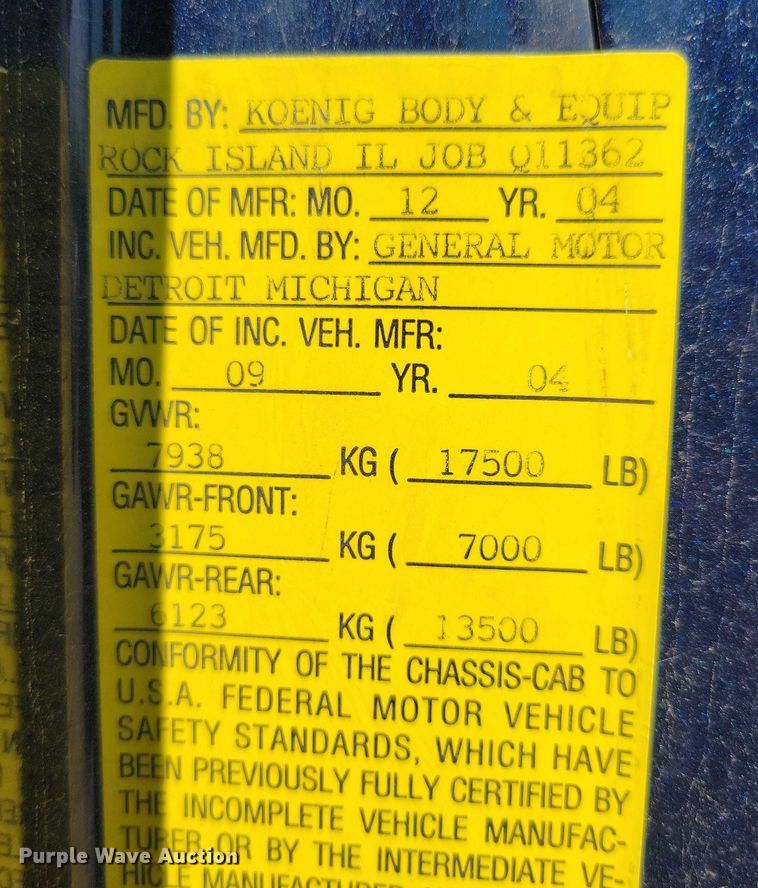 MFD. BY: KOENIG BODY & EQUIP
ROCK ISLAND IL JOB Q11362
DATE OF MFR: MO. 12 YR. 04
INC. VEH. MFD. BY: GENERAL MOTOR
DETROIT MICHIGAN
DATE OF INC. VEH. MFR:
MO. 09 YR. 04
GVWR:
7938 KG ( 17500 LB)
GAWR-FRONT:
3175 KG ( 7000 LB)
GAWR-REAR:
6123 KG ( 13500 LB)
CONFORMITY OF THE CHASSIS-CAB TO
U.S.A. FEDERAL MOTOR VEHICLE
SAFETY STANDARDS, WHICH HAVE
BEEN PREVIOUSLY FULLY CERTIFIED BY
THE INCOMPLETE VEHICLE MANUFAC-
TURER OR BY THE INTERMEDIATE VE-
HICLE MANUFACTURER
Purple Wave Auction